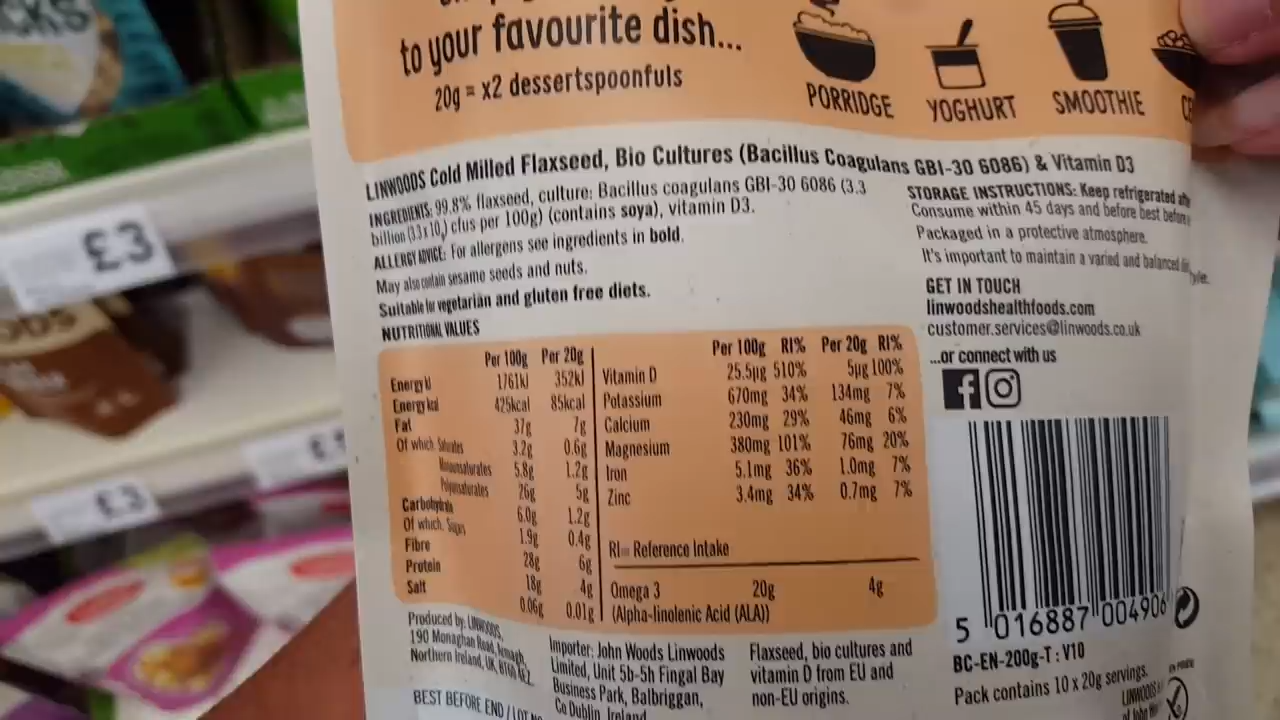 to your favourite dish...
20g = x2 dessertspoonfuls
PORRIDGE
YOGHURT
SMOOTHIE
LINWOODS Cold Milled Flaxseed, Bio Cultures (Bacillus Coagulans GBI-30 6086) & Vitamin D3
INGREDIENTS: 99.8% flaxseed, culture: Bacillus coagulans GBI-30 6086 (3.3
billion (3.3x10,) cfus per 100g) (contains soya), vitamin D3.
ALLERGY ADVICE: For allergens see ingredients in bold.
May also contain sesame seeds and nuts.
Suitable for vegetarian and gluten free diets.
STORAGE INSTRUCTIONS: Keep refrigerated
Consume within 45 days and before best before
Packaged in a protective atmosphere.
It's important to maintain a varied and balanced
GET IN TOUCH
linwoodshealthfoods.com
customer.services@linwoods.co.uk
...or connect with us
NUTRITIONAL VALUES
Per 100g Per 20g
Energy kJ 1761kJ 352kJ
Energy kcal 425kcal 85kcal
Fat 37g 7g
Of which. Saturates 3.2g 0.6g
Monounsaturates 5.8g 1.2g
Polyunsaturates 26g 5g
Carbohydrate 6.0g 1.2g
Of which. Sugars 1.9g 0.4g
Fibre 28g 6g
Protein 18g 4g
Salt 0.06g 0.01g
Per 100g RI% Per 20g RI%
Vitamin D 25.5µg 510% 5µg 100%
Potassium 670mg 34% 134mg 7%
Calcium 230mg 29% 46mg 6%
Magnesium 380mg 101% 76mg 20%
Iron 5.1mg 36% 1.0mg 7%
Zinc 3.4mg 34% 0.7mg 7%
RI= Reference Intake
Omega 3 20g 4g
(Alpha-linolenic Acid (ALA))
Produced by: LINWOODS,
190 Monaghan Road, Armagh,
Northern Ireland, UK,
BEST BEFORE END / LOT
Importer: John Woods Linwoods
Limited, Unit 5b-5h Fingal Bay
Business Park, Balbriggan,
Co Dublin, Ireland
Flaxseed, bio cultures and
vitamin D from EU and
non-EU origins.
5 016887 004906
BC-EN-200g-T : V10
Pack contains 10 x 20g servings.
£3
£3